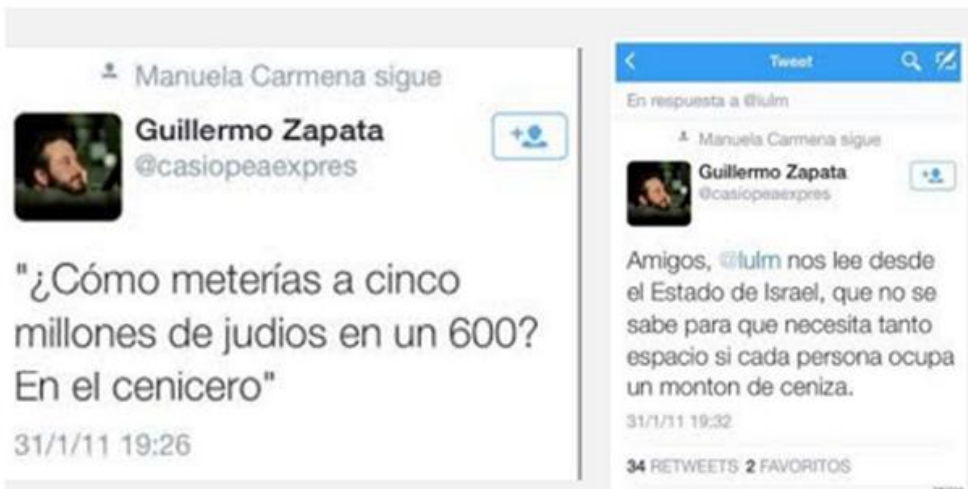 Manuela Carmena sigue
Guillermo Zapata
@casiopeaexpres
"¿Cómo meterías a cinco
millones de judios en un 600?
En el cenicero"
31/1/11 19:26
Tweet
En respuesta a @iulm
Manuela Carmena sigue
Guillermo Zapata
@casiopeaexpres
Amigos, @iulm nos lee desde
el Estado de Israel, que no se
sabe para que necesita tanto
espacio si cada persona ocupa
un monton de ceniza.
31/1/11 19:32
34 RETWEETS 2 FAVORITOS